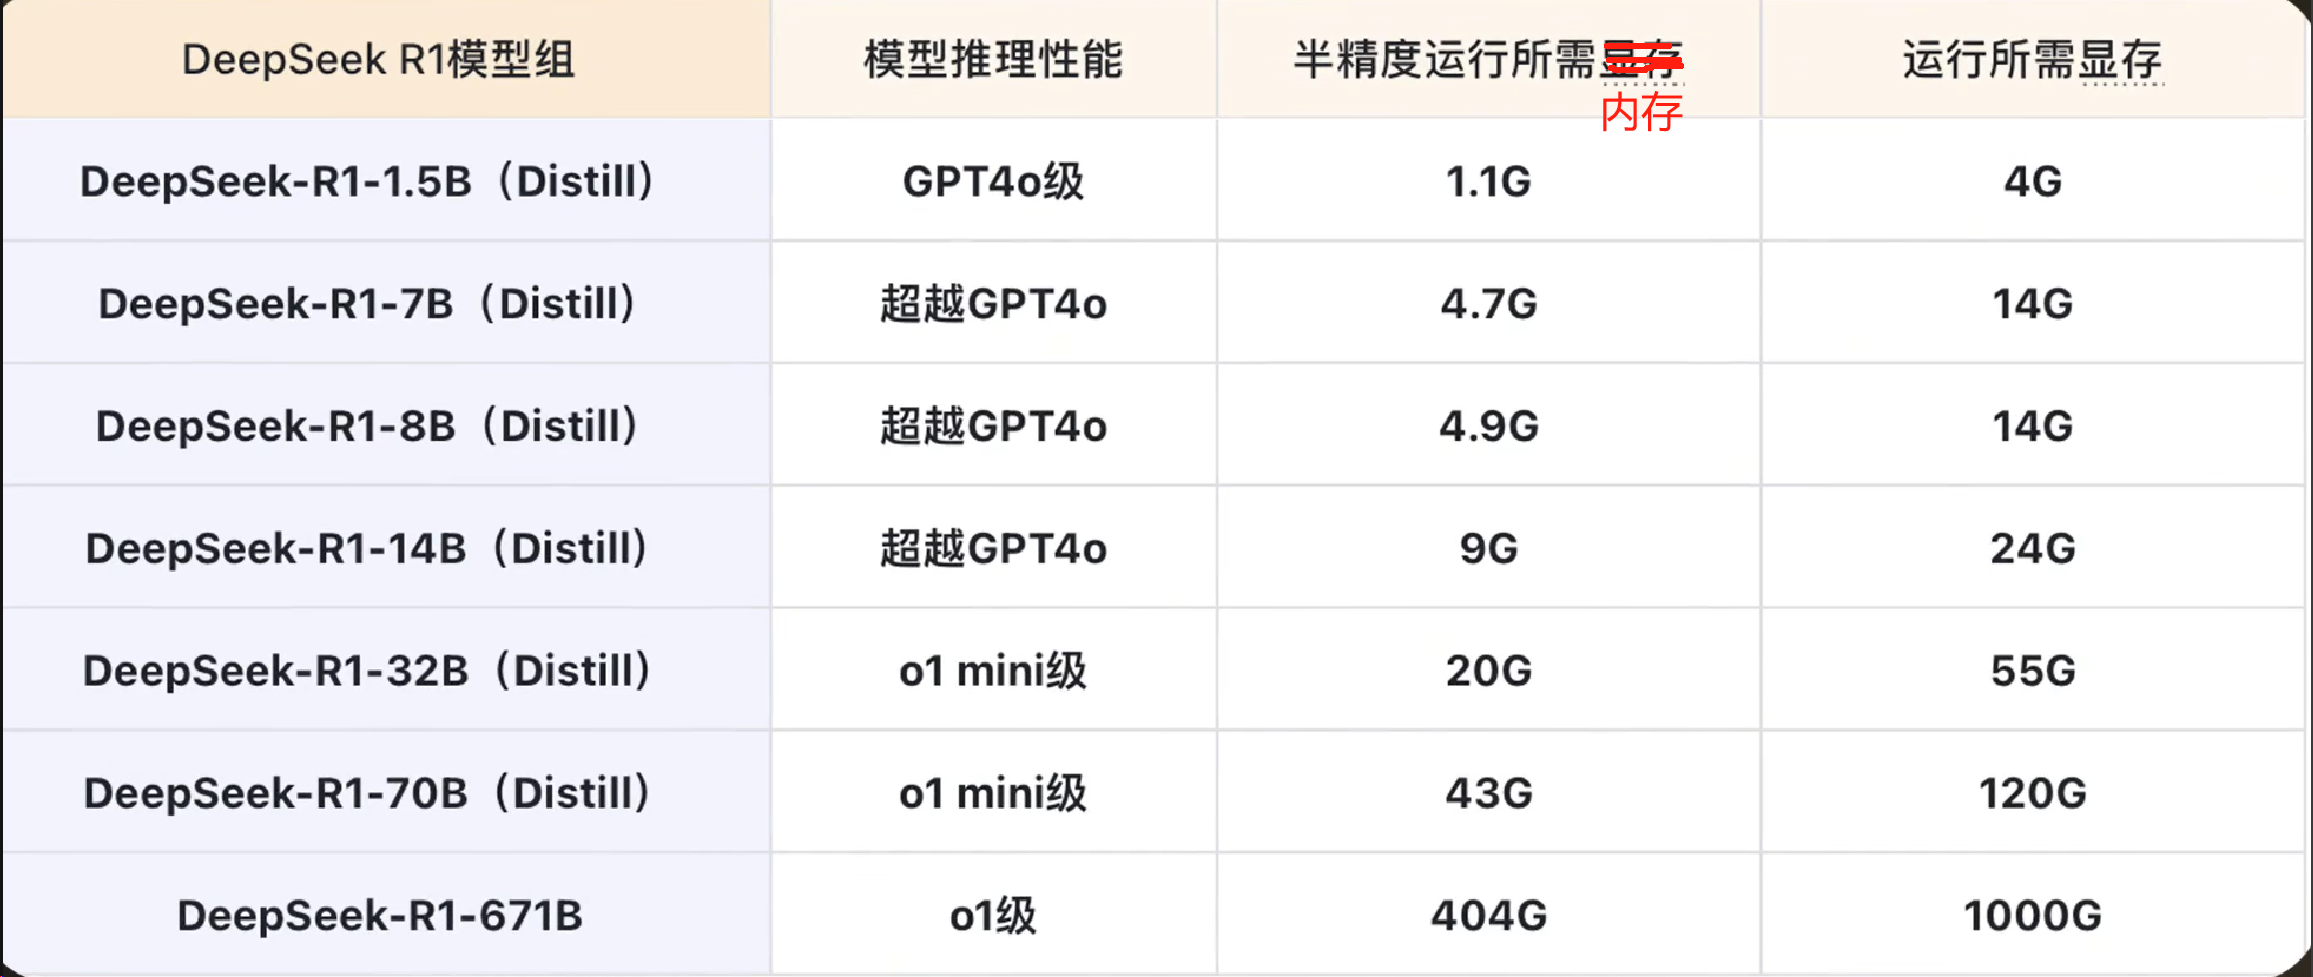 DeepSeek R1模型组 模型推理性能 半精度运行所需显存 运行所需显存
内存
DeepSeek-R1-1.5B（Distill） GPT4o级 1.1G 4G
DeepSeek-R1-7B（Distill） 超越GPT4o 4.7G 14G
DeepSeek-R1-8B（Distill） 超越GPT4o 4.9G 14G
DeepSeek-R1-14B（Distill） 超越GPT4o 9G 24G
DeepSeek-R1-32B（Distill） o1 mini级 20G 55G
DeepSeek-R1-70B（Distill） o1 mini级 43G 120G
DeepSeek-R1-671B o1级 404G 1000G